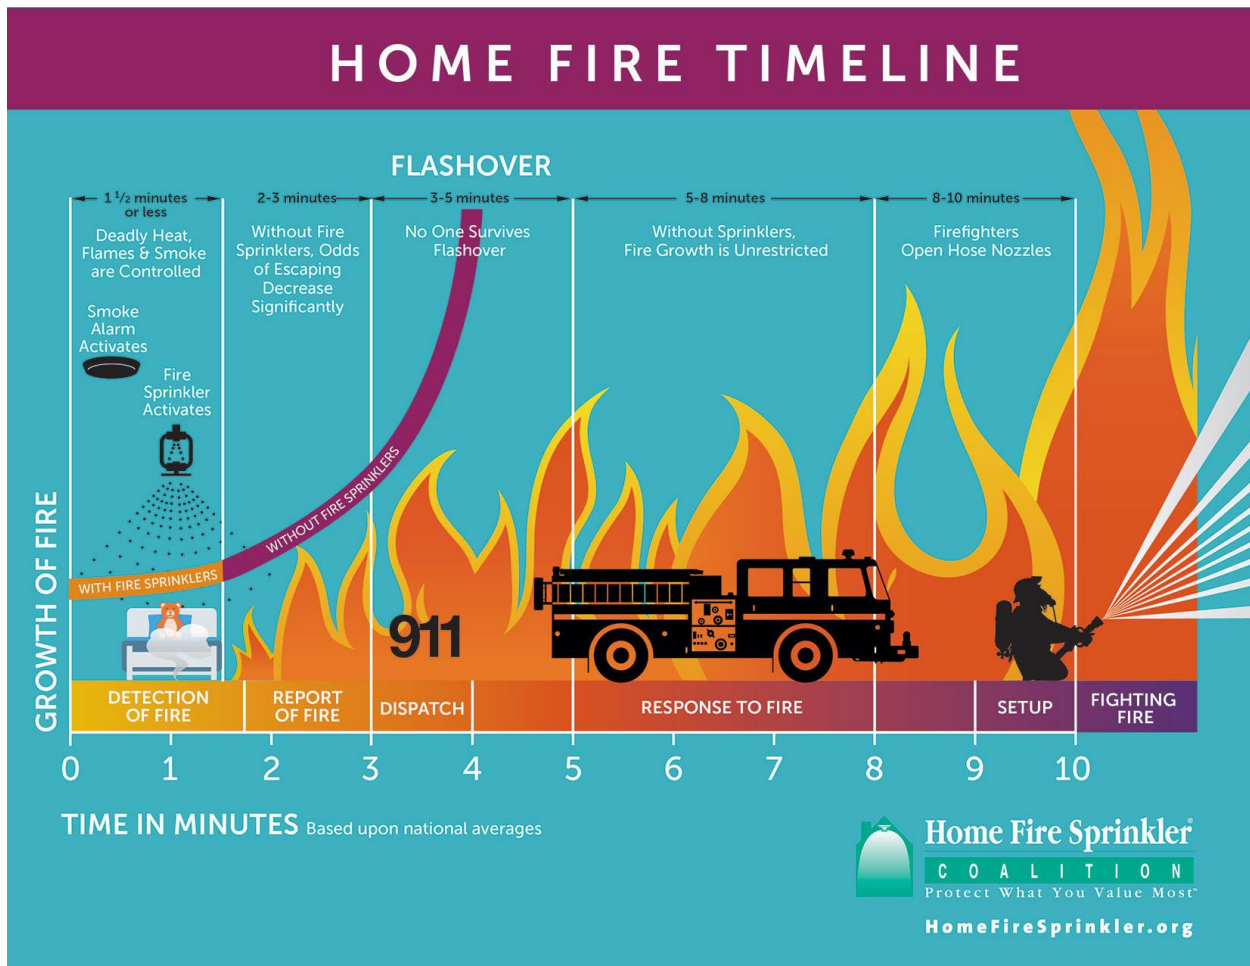 HOME FIRE TIMELINE
FLASHOVER
1 1/2 minutes
or less
2-3 minutes
3-5 minutes
5-8 minutes
8-10 minutes
Deadly Heat,
Flames & Smoke
are Controlled
Without Fire
Sprinklers, Odds
of Escaping
Decrease
Significantly
No One Survives
Flashover
Without Sprinklers,
Fire Growth is Unrestricted
Firefighters
Open Hose Nozzles
Smoke
Alarm
Activates
Fire
Sprinkler
Activates
WITH FIRE SPRINKLERS
WITHOUT FIRE SPRINKLERS
911
GROWTH OF FIRE
DETECTION
OF FIRE
REPORT
OF FIRE
DISPATCH
RESPONSE TO FIRE
SETUP
FIGHTING
FIRE
0 1 2 3 4 5 6 7 8 9 10
TIME IN MINUTES Based upon national averages
Home Fire Sprinkler®
COALITION
Protect What You Value Most™
HomeFireSprinkler.org